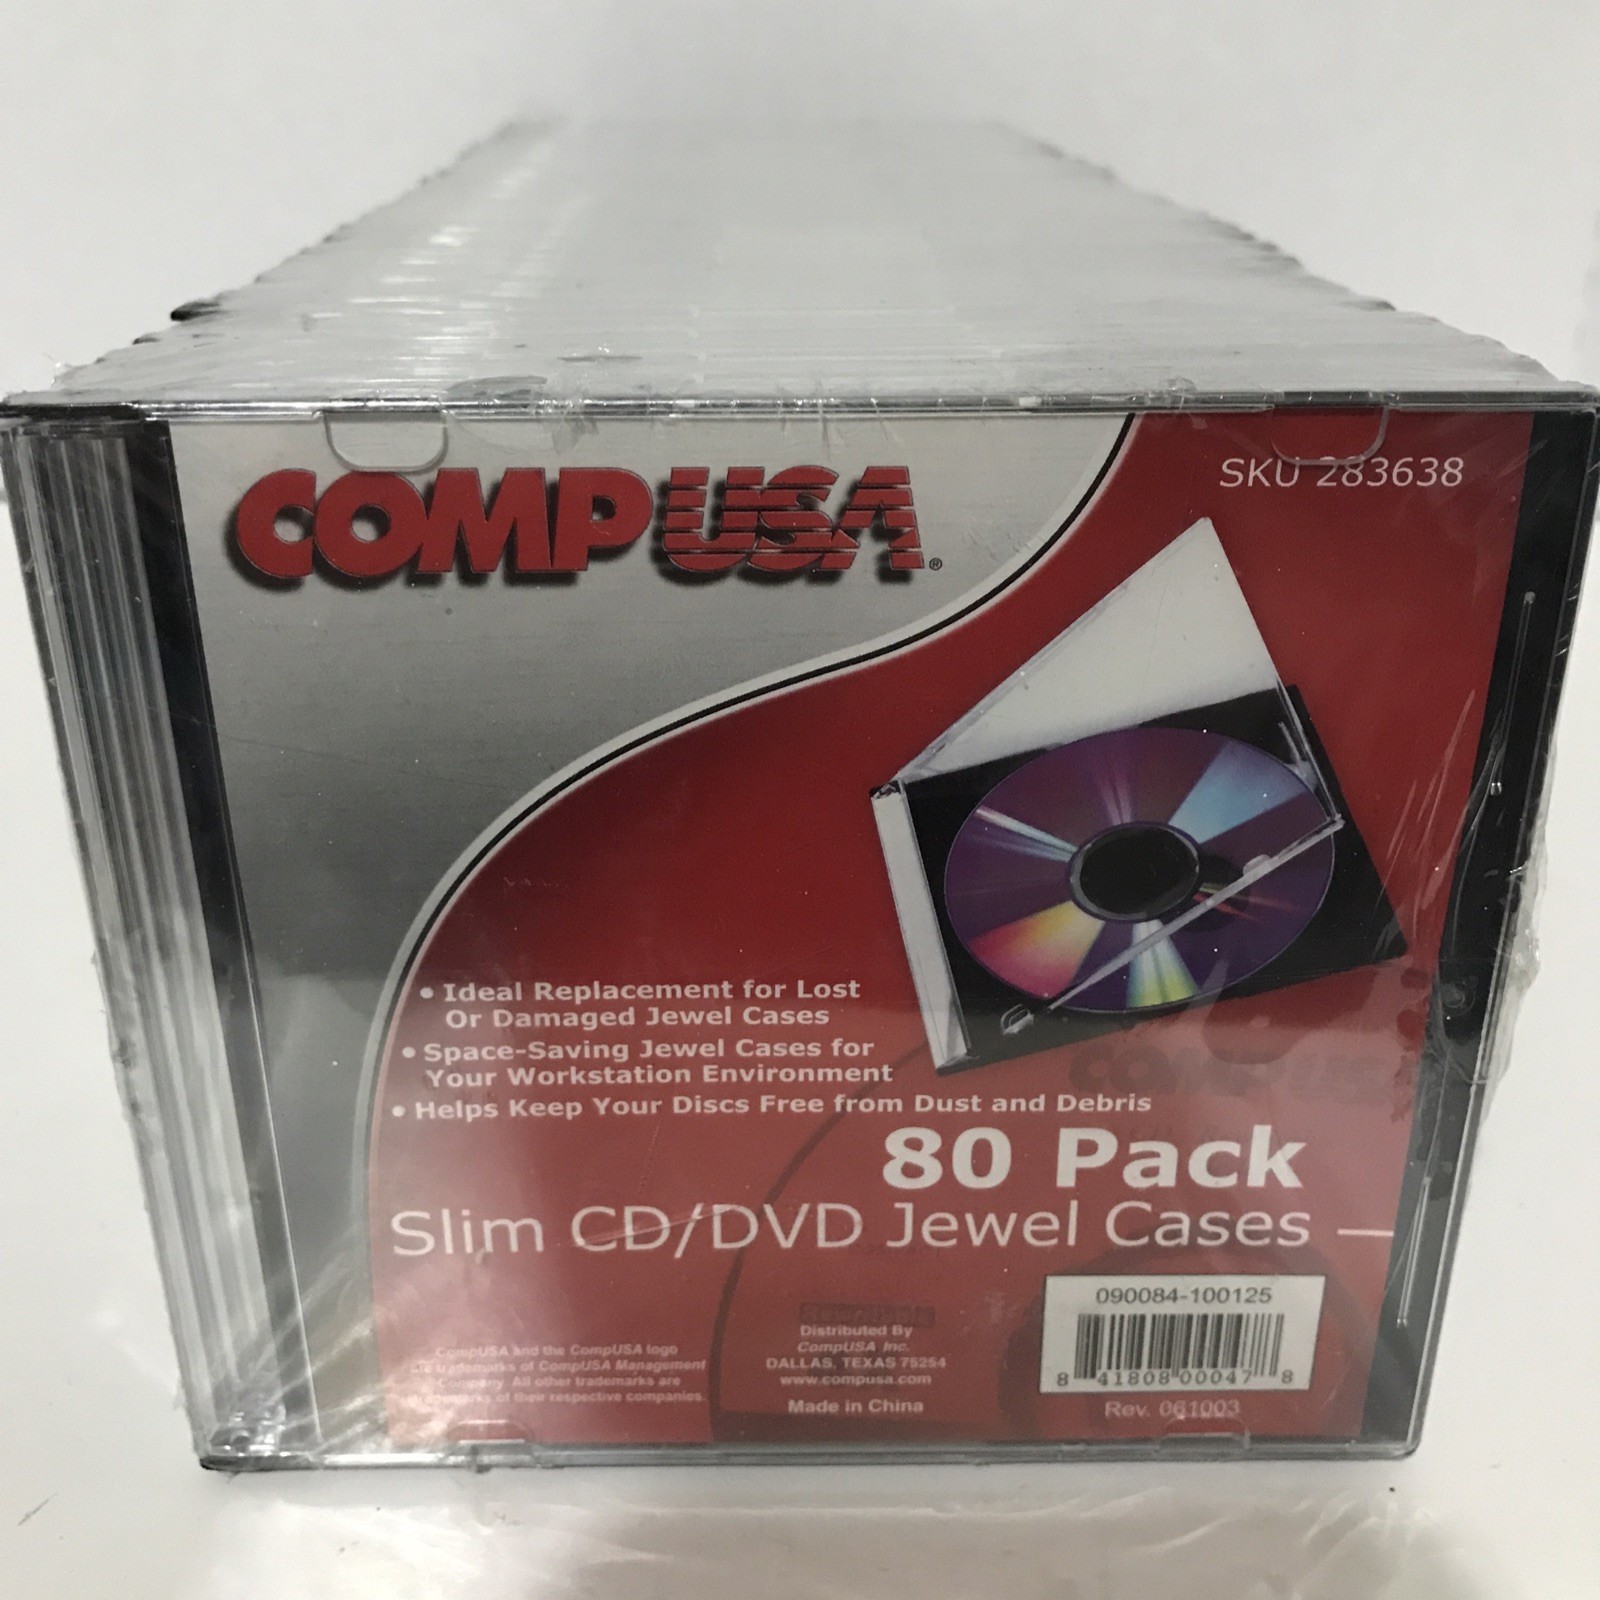 COMPUSA®
SKU 283638
• Ideal Replacement for Lost
Or Damaged Jewel Cases
• Space-Saving Jewel Cases for
Your Workstation Environment
• Helps Keep Your Discs Free from Dust and Debris
80 Pack
Slim CD/DVD Jewel Cases
CompUSA and the CompUSA logo
are trademarks of CompUSA Management
Company. All other trademarks are
of their respective companies.
Distributed By
CompUSA Inc.
DALLAS, TEXAS 75254
www.compusa.com
Made in China
090084-100125
8 41808 00047 8
Rev. 061003